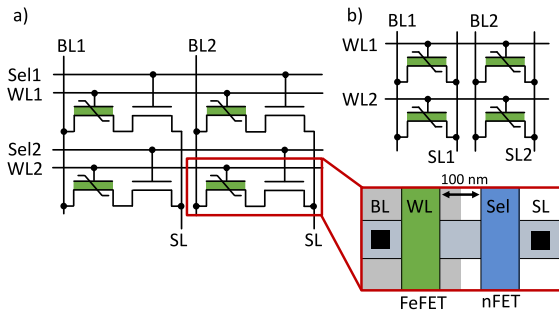 a)
BL1
BL2
Sel1
WL1
Sel2
WL2
SL
SL
b)
BL1
BL2
WL1
WL2
SL1
SL2
100 nm
BL
WL
Sel
SL
FeFET
nFET